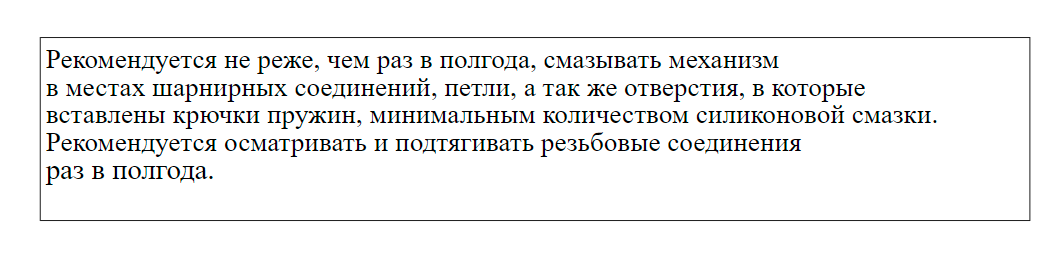 Рекомендуется не реже, чем раз в полгода, смазывать механизм
в местах шарнирных соединений, петли, а так же отверстия, в которые
вставлены крючки пружин, минимальным количеством силиконовой смазки.
Рекомендуется осматривать и подтягивать резьбовые соединения
раз в полгода.